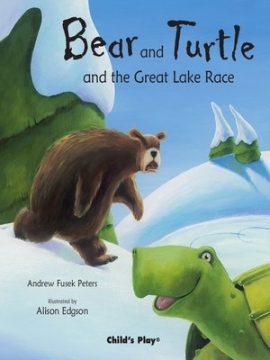 Bear and Turtle
and the Great Lake Race
Andrew Fusek Peters
Illustrated by
Alison Edgson
Child's Play®